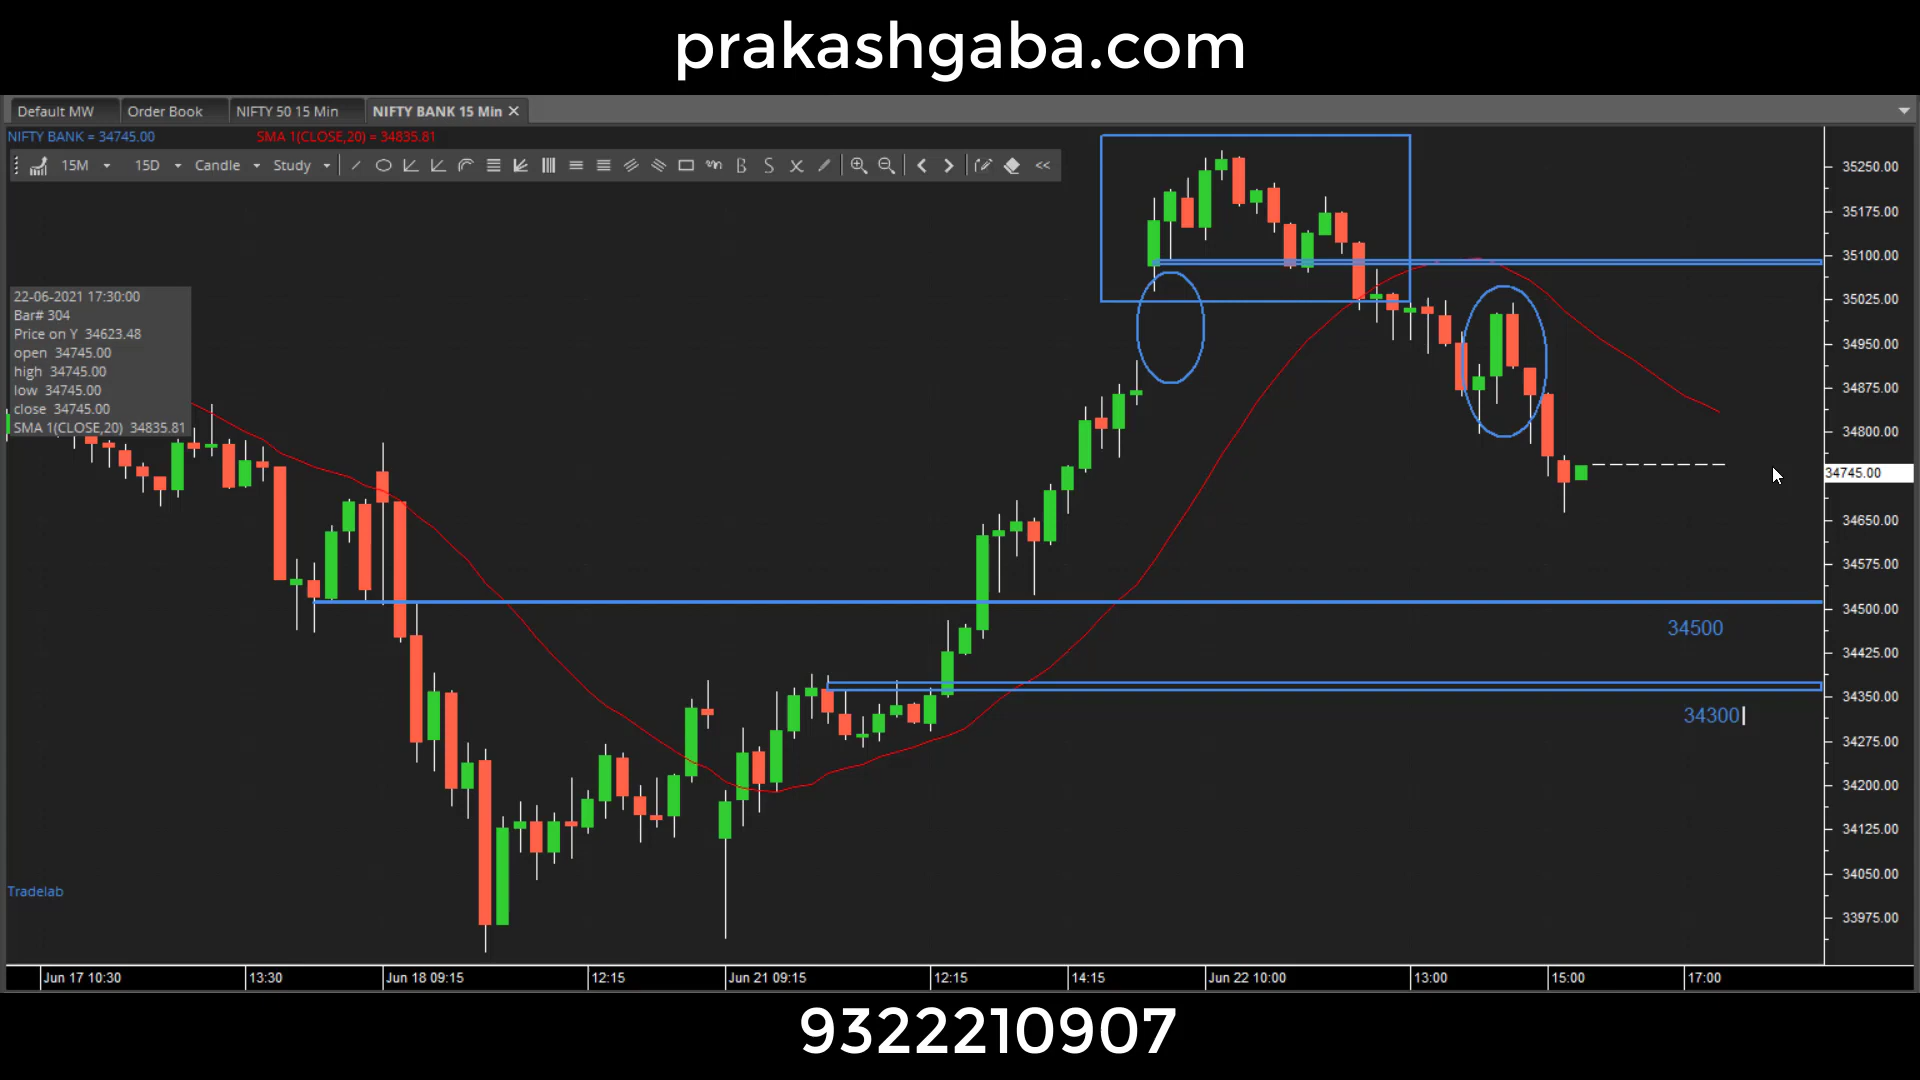 prakashgaba.com
Default MW Order Book NIFTY 50 15 Min NIFTY BANK 15 Min ✕
NIFTY BANK = 34745.00 SMA 1(CLOSE,20) = 34835.81
15M 15D Candle Study B S X <<
22-06-2021 17:30:00
Bar# 304
Price on Y 34623.48
open 34745.00
high 34745.00
low 34745.00
close 34745.00
SMA 1(CLOSE,20) 34835.81
35250.00
35175.00
35100.00
35025.00
34950.00
34875.00
34800.00
34745.00
34650.00
34575.00
34500.00
34500
34425.00
34350.00
34300
34275.00
34200.00
34125.00
34050.00
Tradelab
33975.00
Jun 17 10:30 13:30 Jun 18 09:15 12:15 Jun 21 09:15 12:15 14:15 Jun 22 10:00 13:00 15:00 17:00
9322210907